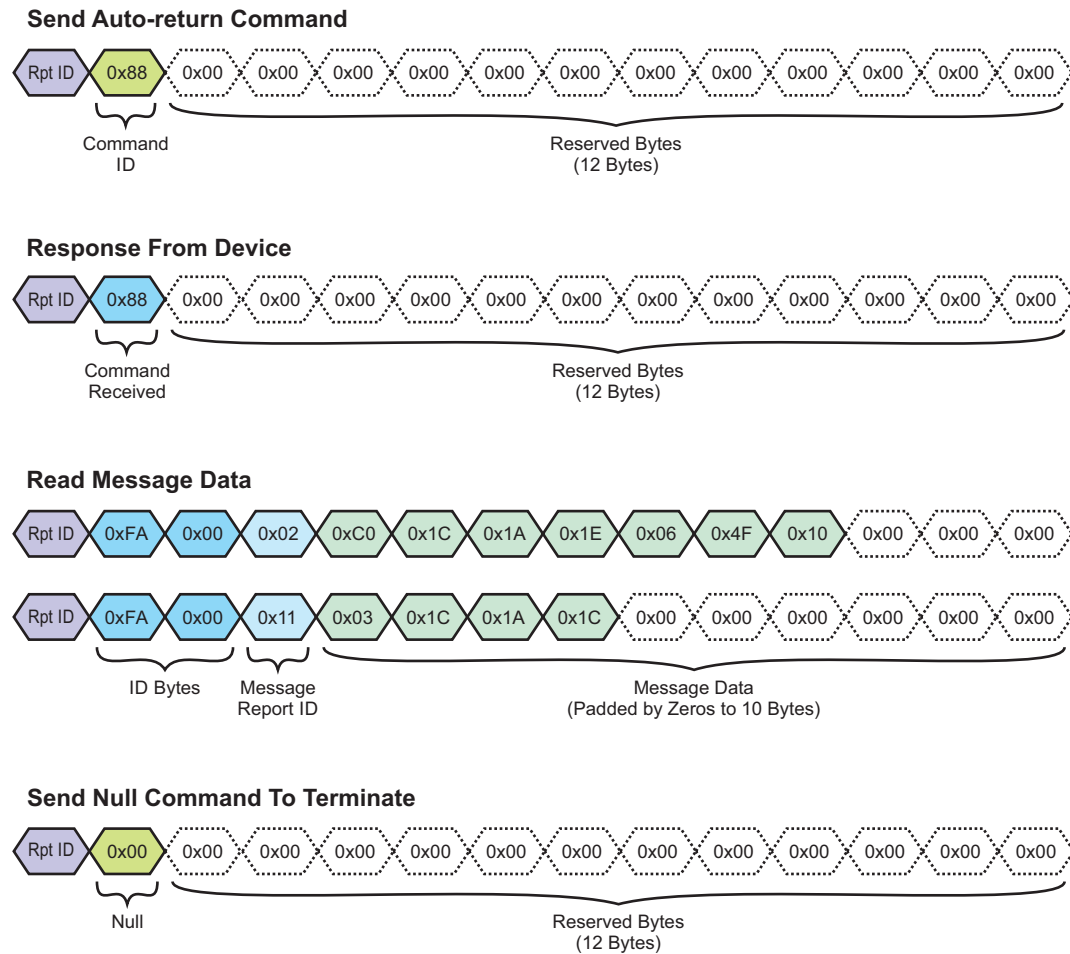 Send Auto-return Command
Rpt ID 0x88 0x00 0x00 0x00 0x00 0x00 0x00 0x00 0x00 0x00 0x00 0x00 0x00
Command
ID
Reserved Bytes
(12 Bytes)
Response From Device
Rpt ID 0x88 0x00 0x00 0x00 0x00 0x00 0x00 0x00 0x00 0x00 0x00 0x00 0x00
Command
Received
Reserved Bytes
(12 Bytes)
Read Message Data
Rpt ID 0xFA 0x00 0x02 0xC0 0x1C 0x1A 0x1E 0x06 0x4F 0x10 0x00 0x00 0x00
Rpt ID 0xFA 0x00 0x11 0x03 0x1C 0x1A 0x1C 0x00 0x00 0x00 0x00 0x00 0x00
ID Bytes
Message
Report ID
Message Data
(Padded by Zeros to 10 Bytes)
Send Null Command To Terminate
Rpt ID 0x00 0x00 0x00 0x00 0x00 0x00 0x00 0x00 0x00 0x00 0x00 0x00 0x00
Null
Reserved Bytes
(12 Bytes)